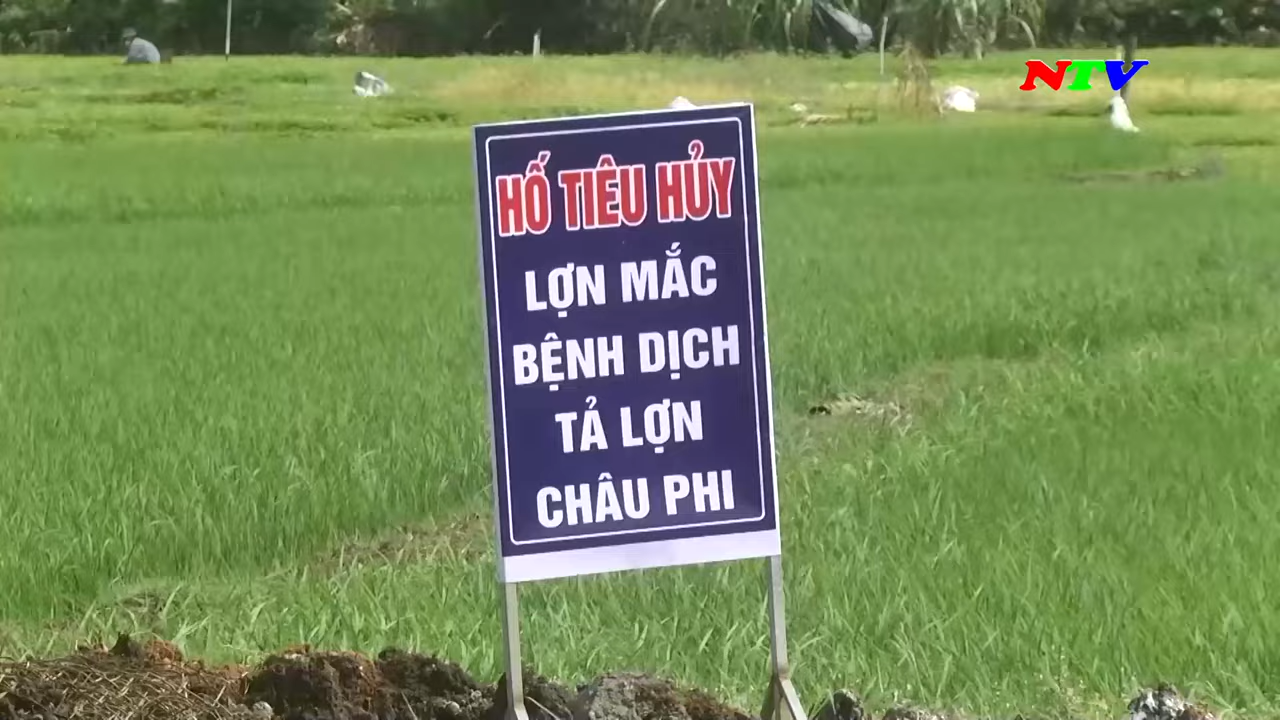 NTV
HỐ TIÊU HỦY
LỢN MẮC
BỆNH DỊCH
TẢ LỢN
CHÂU PHI